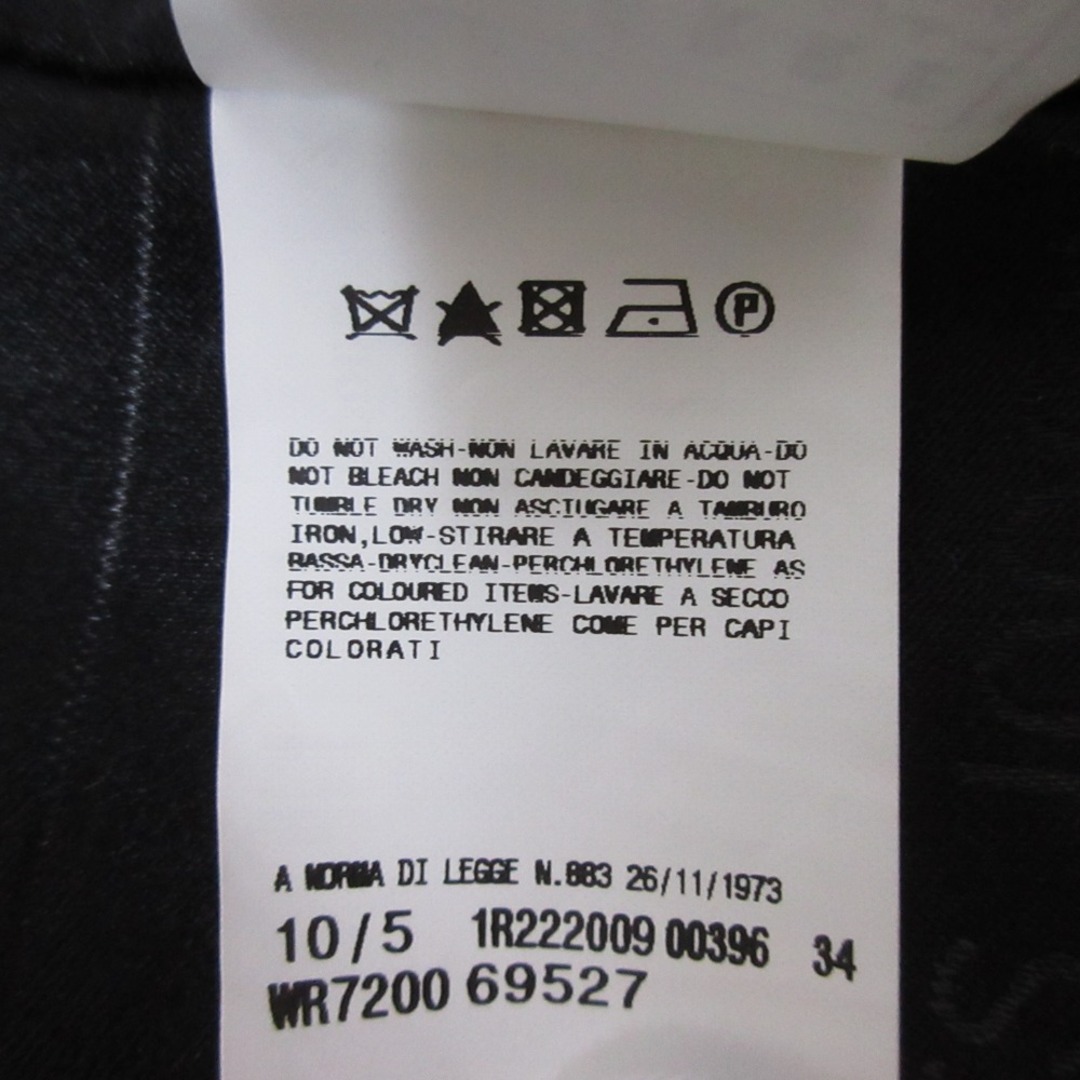 P
DO NOT WASH-NON LAVARE IN ACQUA-DO
NOT BLEACH NON CANDEGGIARE-DO NOT
TUMBLE DRY NON ASCIUGARE A TAMBURO
IRON,LOW-STIRARE A TEMPERATURA
BASSA-DRYCLEAN-PERCHLORETHYLENE AS
FOR COLOURED ITEMS-LAVARE A SECCO
PERCHLORETHYLENE COME PER CAPI
COLORATI
A NORMA DI LEGGE N.883 26/11/1973
10/5 1R222009 00396 34
WR7200 69527